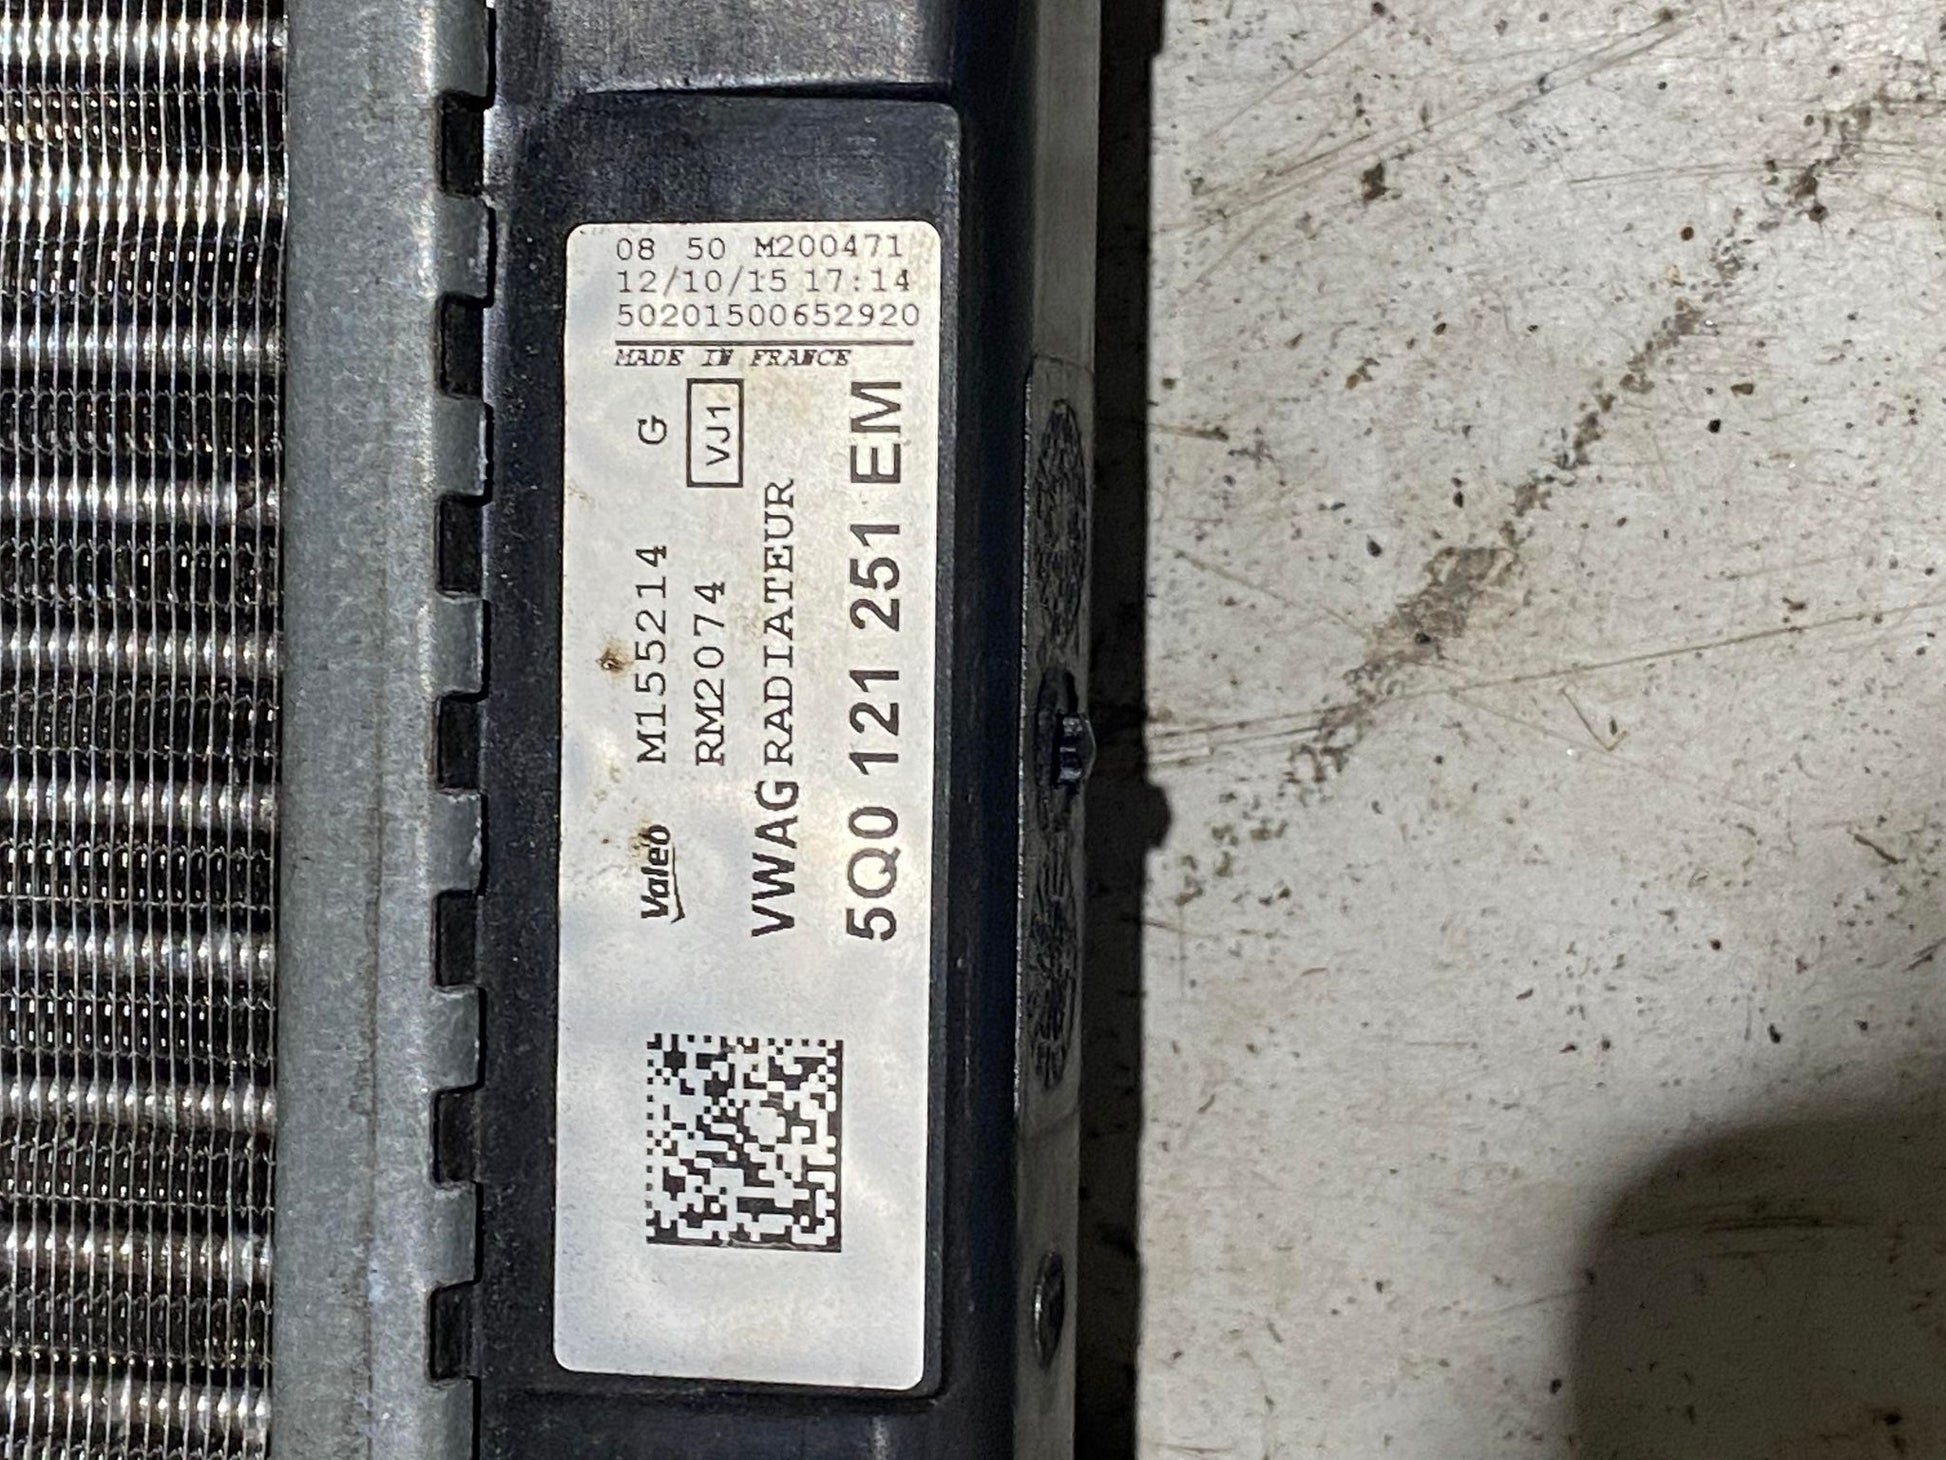 08 50 M200471
12/10/15 17:14
50201500652920
MADE IN FRANCE
Valeo M155214 G
RM2074 VJ1
VWAG RADIATEUR
5Q0 121 251 EM